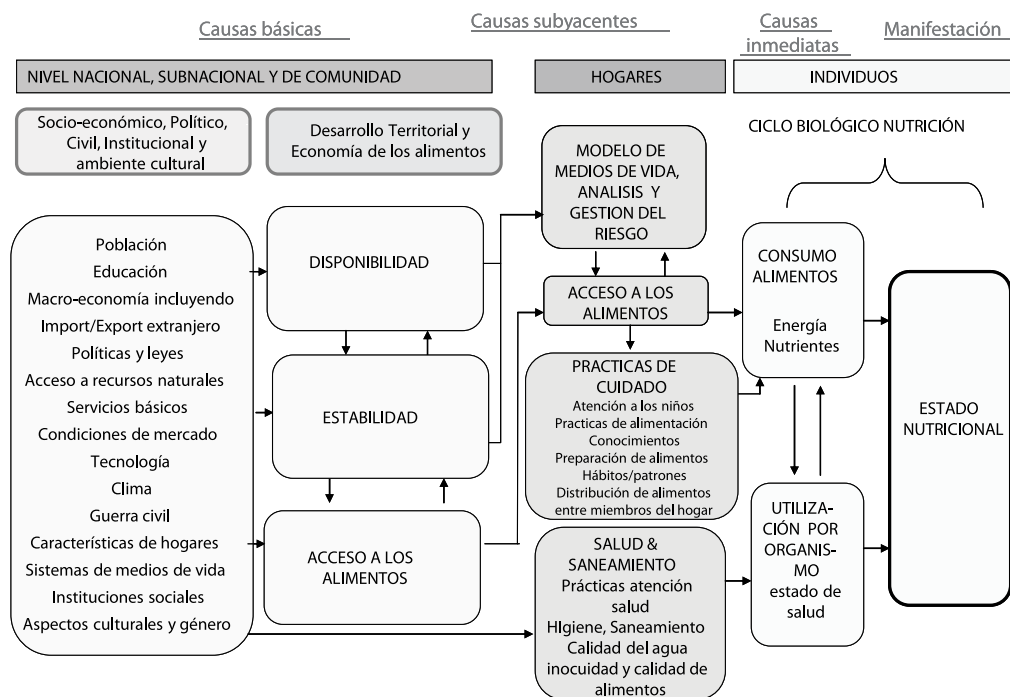 Causas básicas
Causas subyacentes
Causas
inmediatas
Manifestación
NIVEL NACIONAL, SUBNACIONAL Y DE COMUNIDAD
HOGARES
INDIVIDUOS
Socio-económico, Político,
Civil, Institucional y
ambiente cultural
Desarrollo Territorial y
Economía de los alimentos
CICLO BIOLÓGICO NUTRICIÓN
Población
Educación
Macro-economía incluyendo
Import/Export extranjero
Políticas y leyes
Acceso a recursos naturales
Servicios básicos
Condiciones de mercado
Tecnología
Clima
Guerra civil
Características de hogares
Sistemas de medios de vida
Instituciones sociales
Aspectos culturales y género
DISPONIBILIDAD
ESTABILIDAD
ACCESO A LOS
ALIMENTOS
MODELO DE
MEDIOS DE VIDA,
ANALISIS Y
GESTION DEL
RIESGO
ACCESO A LOS
ALIMENTOS
PRACTICAS DE
CUIDADO
Atención a los niños
Practicas de alimentación
Conocimientos
Preparación de alimentos
Hábitos/patrones
Distribución de alimentos
entre miembros del hogar
SALUD &
SANEAMIENTO
Prácticas atención
salud
HIgiene, Saneamiento
Calidad del agua
inocuidad y calidad de
alimentos
CONSUMO
ALIMENTOS
Energía
Nutrientes
UTILIZA-
CIÓN POR
ORGANIS-
MO
estado de
salud
ESTADO
NUTRICIONAL